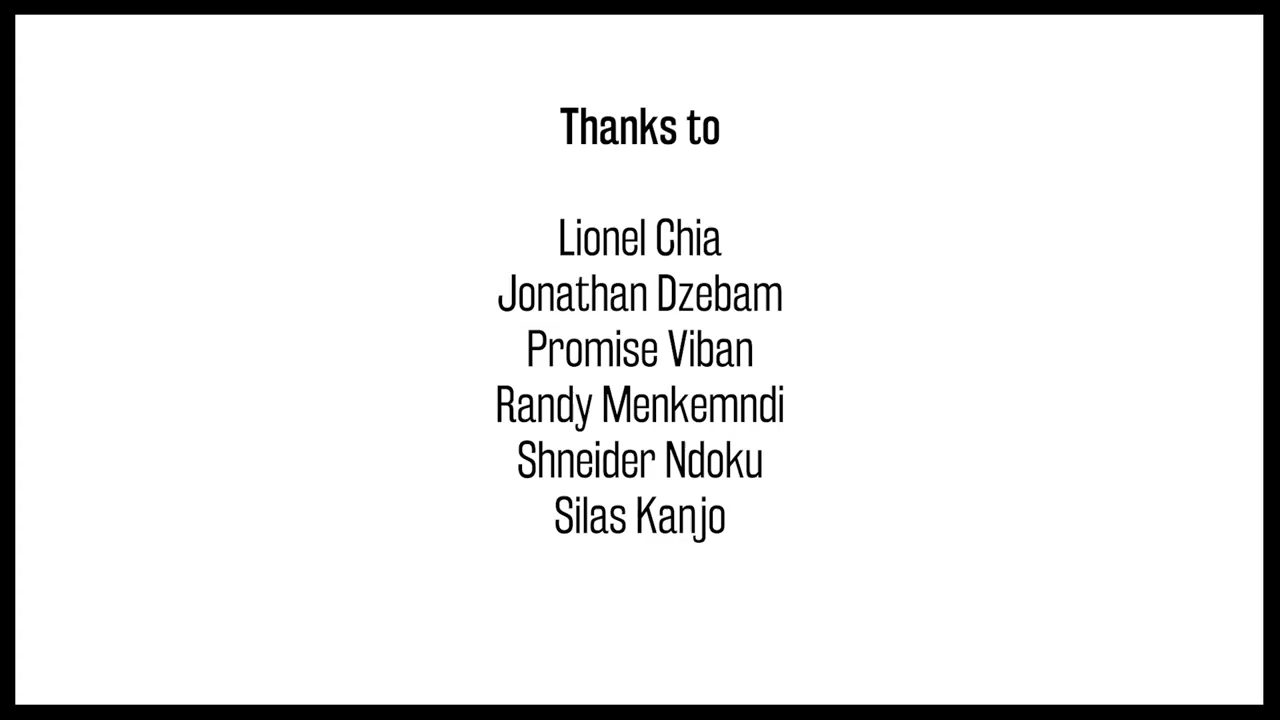 Thanks to
Lionel Chia
Jonathan Dzebam
Promise Viban
Randy Menkemndi
Shneider Ndoku
Silas Kanjo